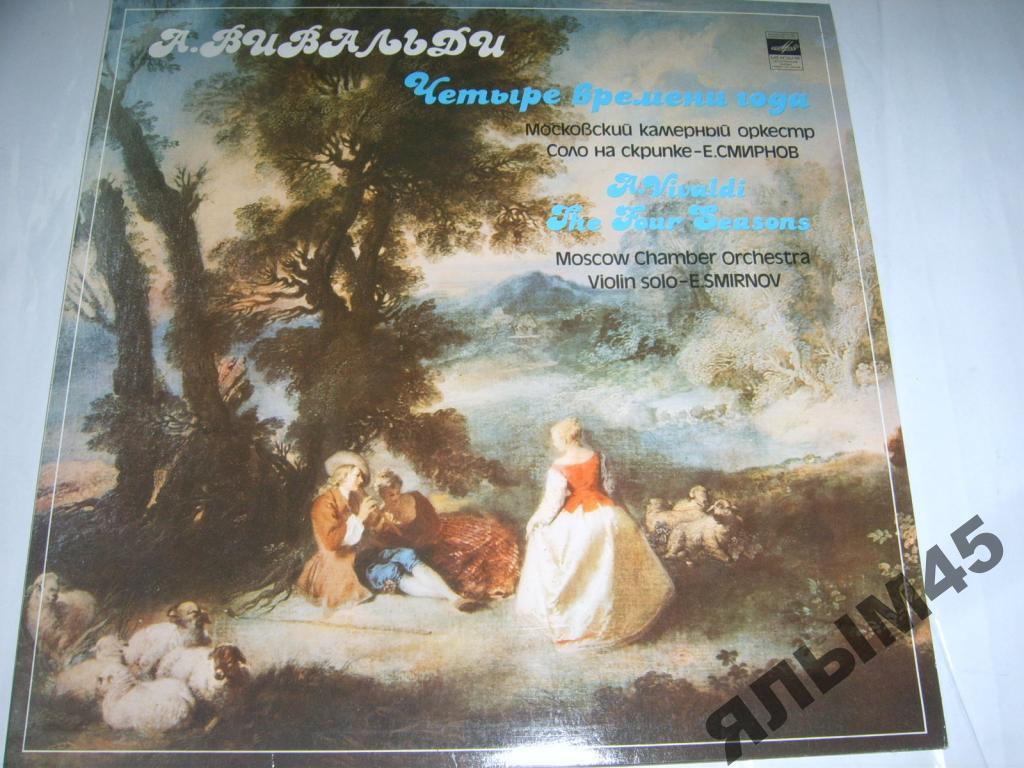 А.ВИВАЛЬДИ
Четыре времени года
Московский камерный оркестр
Соло на скрипке-Е.СМИРНОВ
A.Vivaldi
The Four Seasons
Moscow Chamber Orchestra
Violin solo-E.SMIRNOV
ЯЛЫМ45